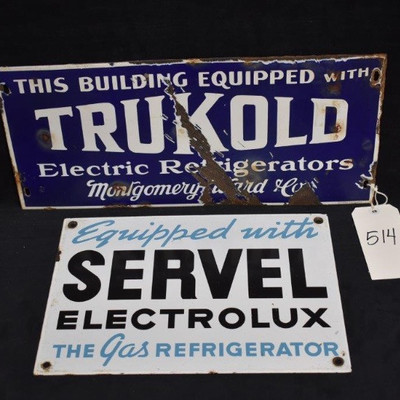 THIS BUILDING EQUIPPED WITH
TRUKOLD
Electric Refrigerators
Montgomery Ward & Co.
514
Equipped with
SERVEL
ELECTROLUX
THE Gas REFRIGERATOR